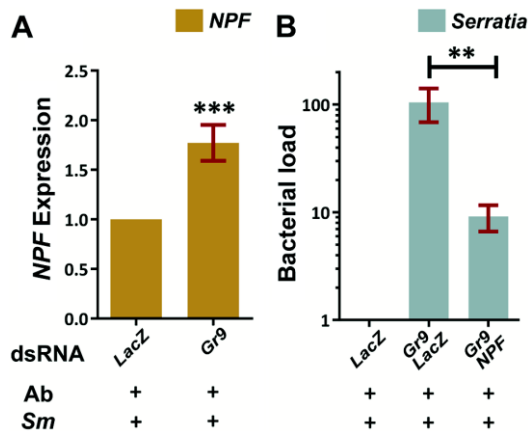 A
NPF
NPF Expression
2.5
2.0
1.5
1.0
0.5
0.0
***
dsRNA
LacZ
Gr9
Ab
+
+
Sm
+
+
B
Serratia
Bacterial load
100
10
1
**
LacZ
Gr9
LacZ
Gr9
NPF
+
+
+
+
+
+